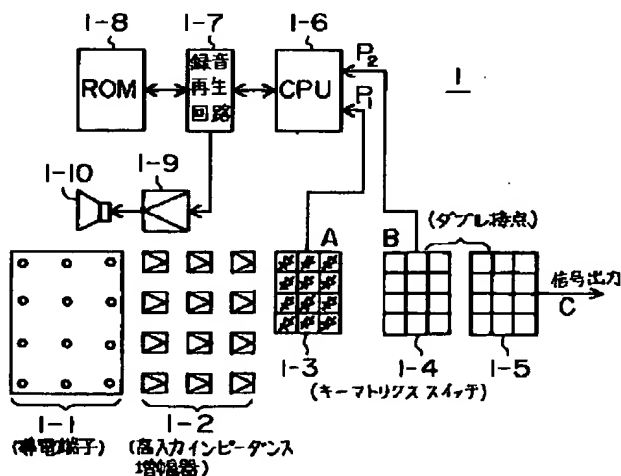 1-8
1-7
1-6
ROM
録音
再生
回路
CPU
P2
P1
1
1-10
1-9
A
B
(ダブル接点)
信号出力
C
1-3
1-4
1-5
(キーマトリクス スイッチ)
1-1
(導電端子)
1-2
(高入力インピーダンス
増幅器)